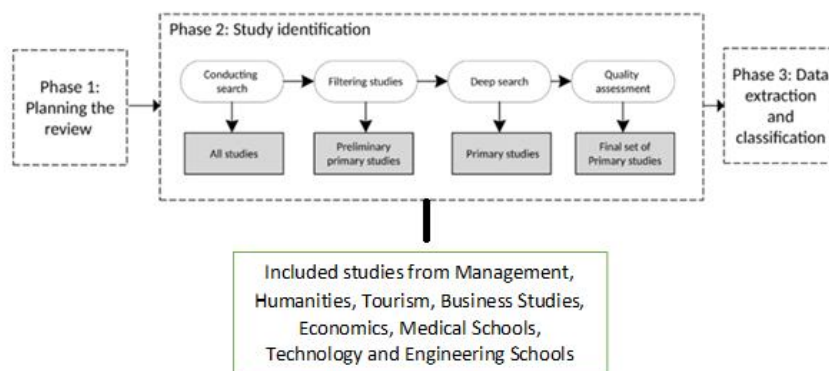 Phase 1:
Planning the
review
Phase 2: Study identification
Conducting
search
Filtering studies
Deep search
Quality
assessment
All studies
Preliminary
primary studies
Primary studies
Final set of
Primary studies
Phase 3: Data
extraction
and
classification
Included studies from Management,
Humanities, Tourism, Business Studies,
Economics, Medical Schools,
Technology and Engineering Schools